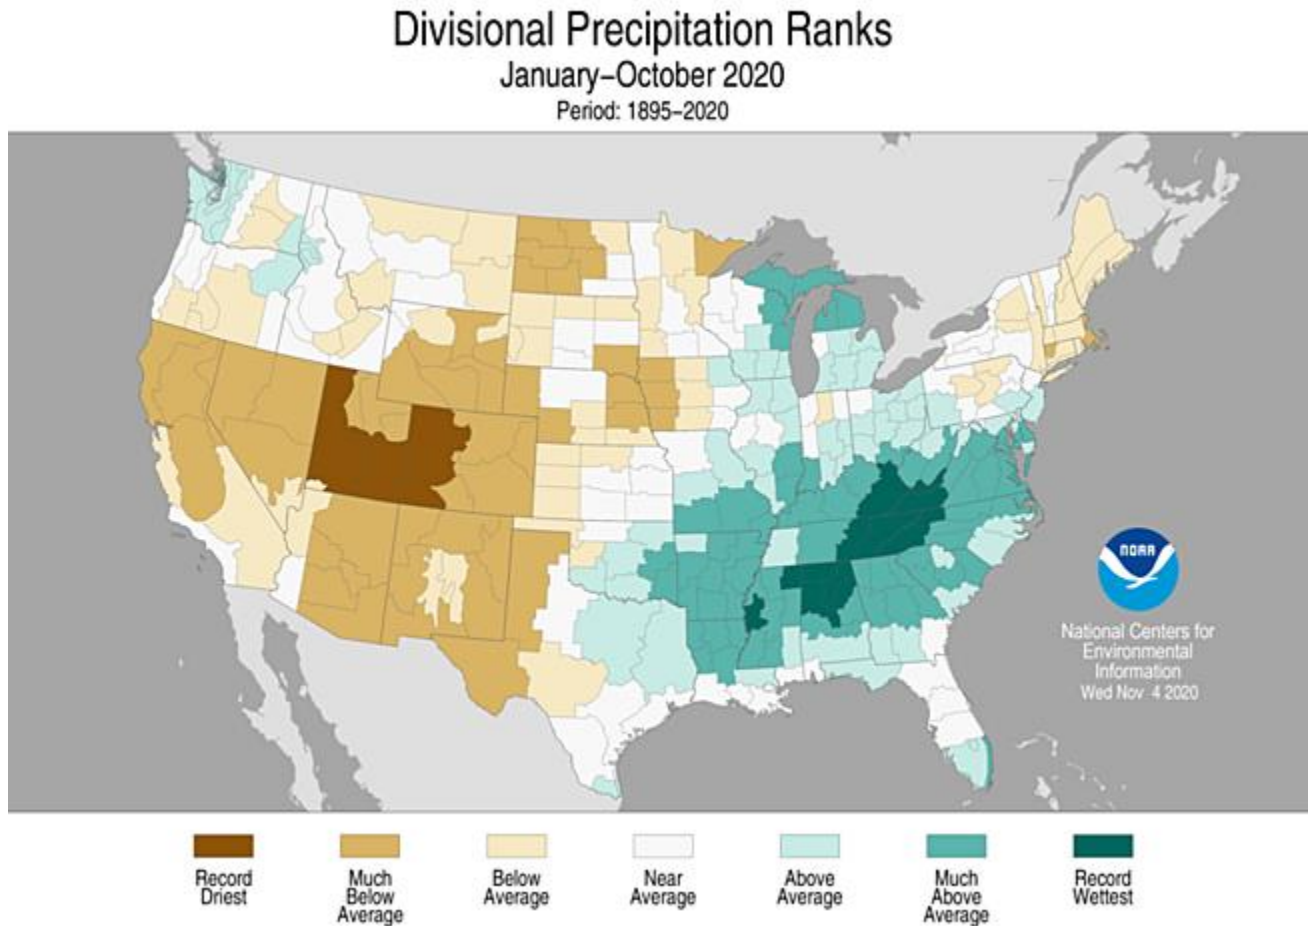 Divisional Precipitation Ranks
January–October 2020
Period: 1895–2020
NOAA
National Centers for
Environmental
Information
Wed Nov 4 2020
Record
Driest
Much
Below
Average
Below
Average
Near
Average
Above
Average
Much
Above
Average
Record
Wettest